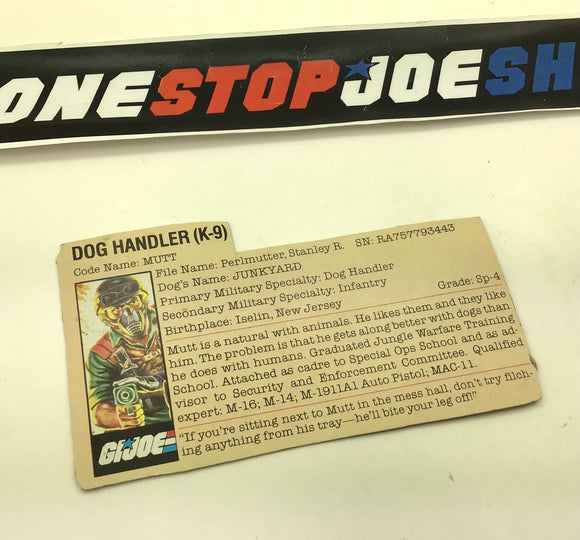 ONE STOP JOE SH
DOG HANDLER (K-9)
Code Name: MUTT
File Name: Perlmutter, Stanley R. SN: RA757793443
Dog's Name: JUNKYARD
Primary Military Specialty: Dog Handler
Secondary Military Specialty: Infantry Grade: Sp-4
Birthplace: Iselin, New Jersey
Mutt is a natural with animals. He likes them and they like
him. The problem is that he gets along better with dogs than
he does with humans. Graduated Jungle Warfare Training
School. Attached as cadre to Special Ops School and as ad-
visor to Security and Enforcement Committee. Qualified
expert: M-16; M-14; M-1911A1 Auto Pistol; MAC-11.
"If you're sitting next to Mutt in the mess hall, don't try filch-
ing anything from his tray—he'll bite your leg off!"
GI JOE